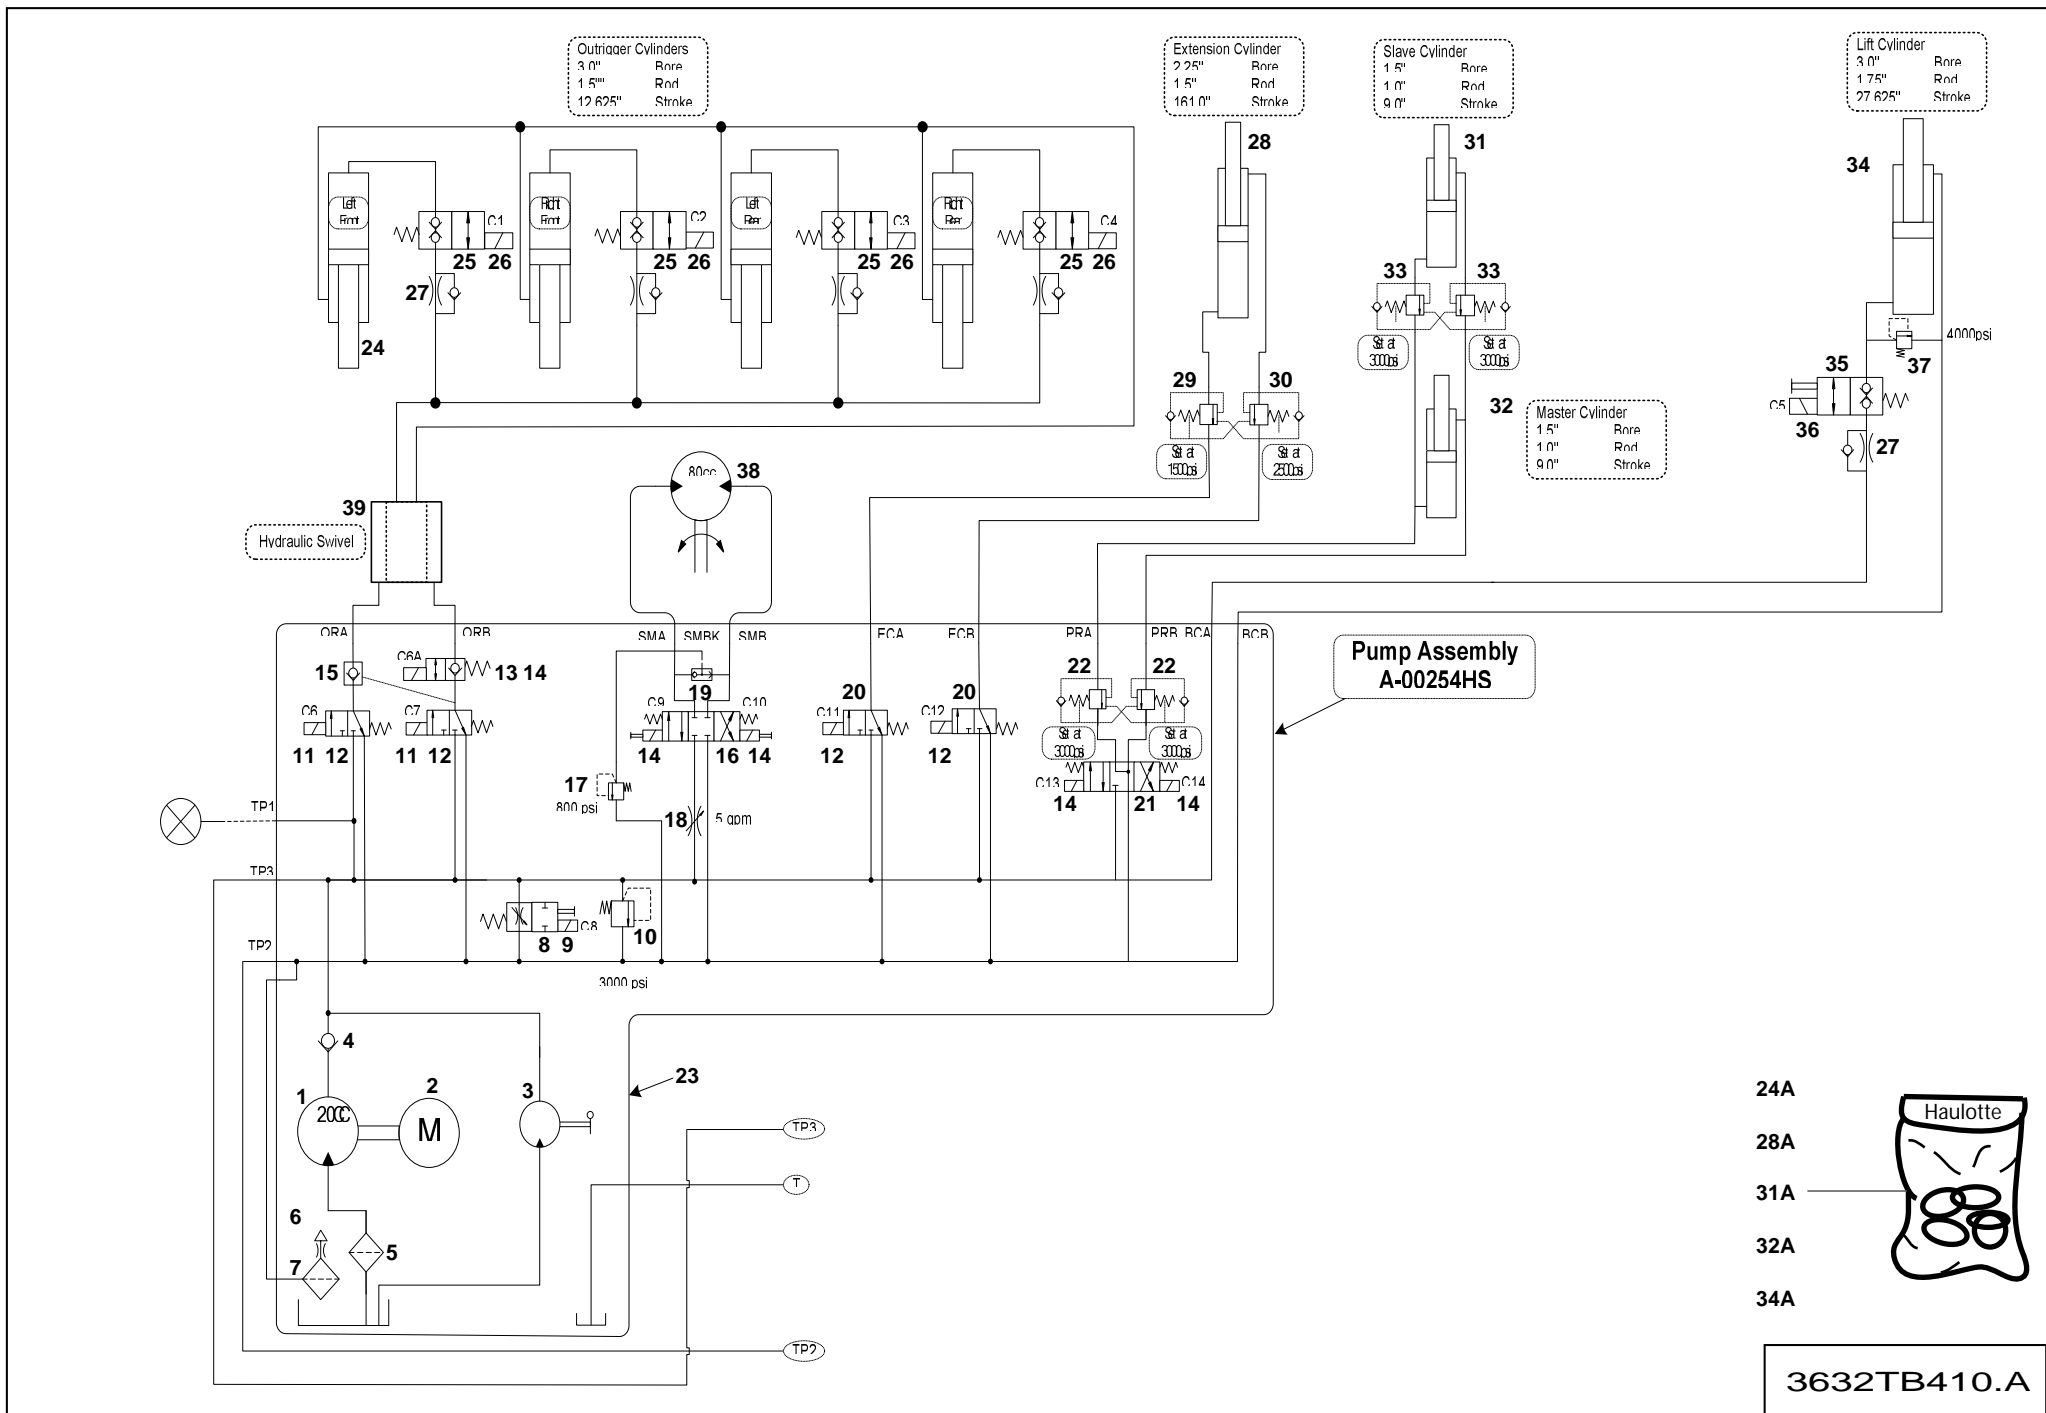 Outrigger Cylinders
3.0" Bore
1.5"" Rod
12.625" Stroke
Extension Cylinder
2.25" Bore
1.5" Rod
161.0" Stroke
Slave Cylinder
1.5" Bore
1.0" Rod
9.0" Stroke
Lift Cylinder
3.0" Bore
1.75" Rod
27.625" Stroke
28
31
34
Left
Front
Right
Front
Left
Rear
Right
Rear
C1
C2
C3
C4
25 26
25 26
25 26
25 26
27
24
33
33
Set at
3000psi
Set at
3000psi
4000psi
37
35
C5
36
27
29
30
Set at
1500psi
Set at
2500psi
32
Master Cylinder
1.5" Bore
1.0" Rod
9.0" Stroke
80cc
38
39
Hydraulic Swivel
ORA
ORB
SMA
SMBK
SMB
ECA
ECB
PRA
PRB
BCA
BCB
Pump Assembly
A-00254HS
15
C6A
13 14
C6
C7
11 12
11 12
19
C9
C10
14
16
14
20
20
C11
C12
12
12
22
22
Set at
3000psi
Set at
3000psi
C13
C14
14
21
14
17
800 psi
18
5 gpm
TP1
TP3
C8
8 9
10
TP2
3000 psi
4
1
20CC
2
M
3
23
TP3
T
6
7
5
TP2
24A
28A
31A
32A
34A
Haulotte
3632TB410.A